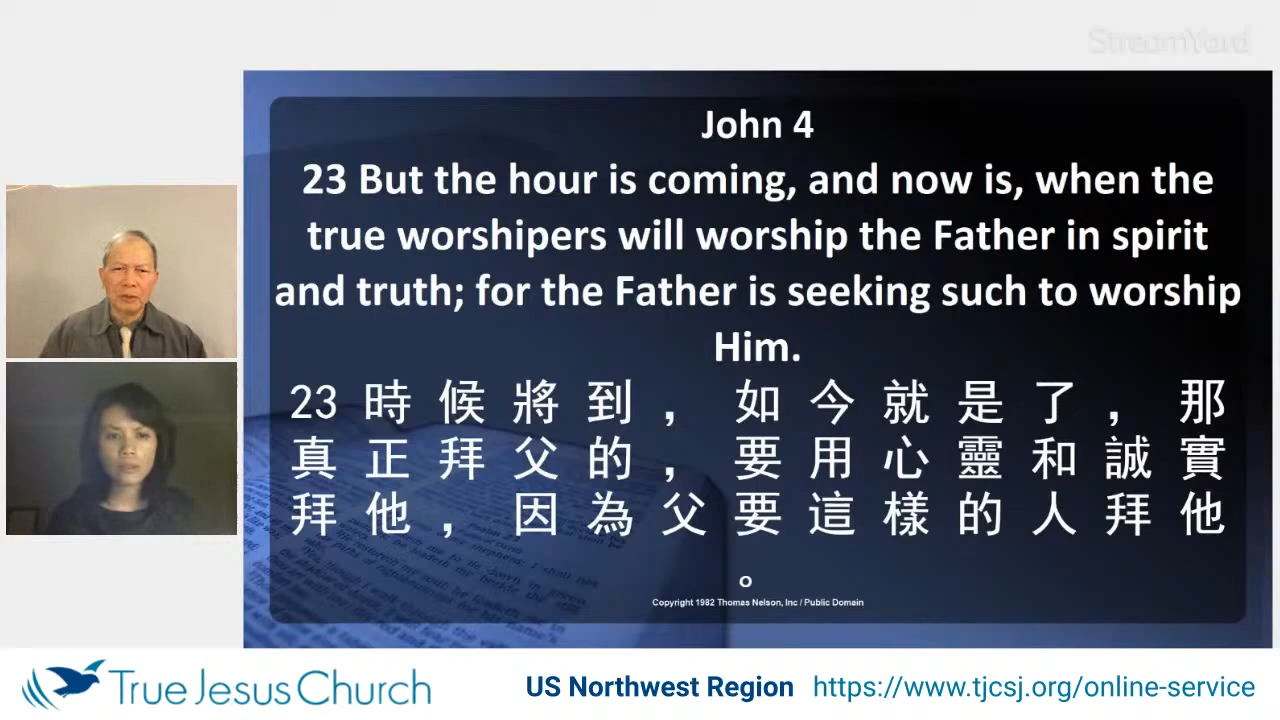 StreamYard
John 4
23 But the hour is coming, and now is, when the
true worshipers will worship the Father in spirit
and truth; for the Father is seeking such to worship
Him.
23 時候將到，如今就是了，那
真正拜父的，要用心靈和誠實
拜他，因為父要這樣的人拜他
。
Copyright 1982 Thomas Nelson, Inc / Public Domain
True Jesus Church
US Northwest Region https://www.tjcsj.org/online-service